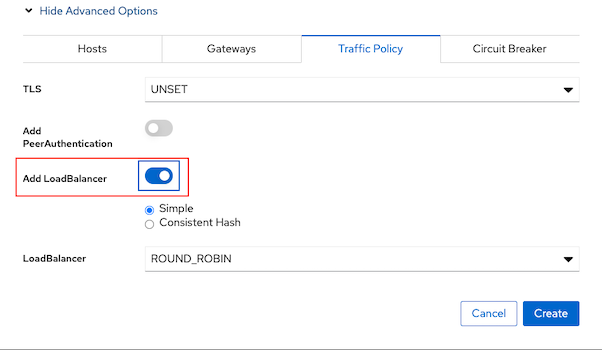 Hide Advanced Options
Hosts Gateways Traffic Policy Circuit Breaker
TLS UNSET
Add
PeerAuthentication
Add LoadBalancer
Simple
Consistent Hash
LoadBalancer ROUND_ROBIN
Cancel Create